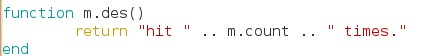 function m.des()
        return "hit " .. m.count .. " times."
end